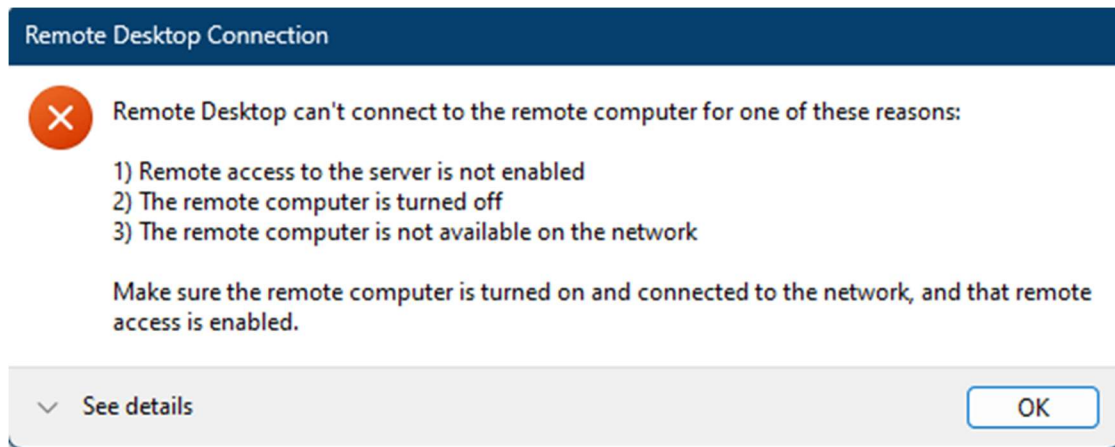 Remote Desktop Connection
Remote Desktop can't connect to the remote computer for one of these reasons:
1) Remote access to the server is not enabled
2) The remote computer is turned off
3) The remote computer is not available on the network
Make sure the remote computer is turned on and connected to the network, and that remote
access is enabled.
See details
OK